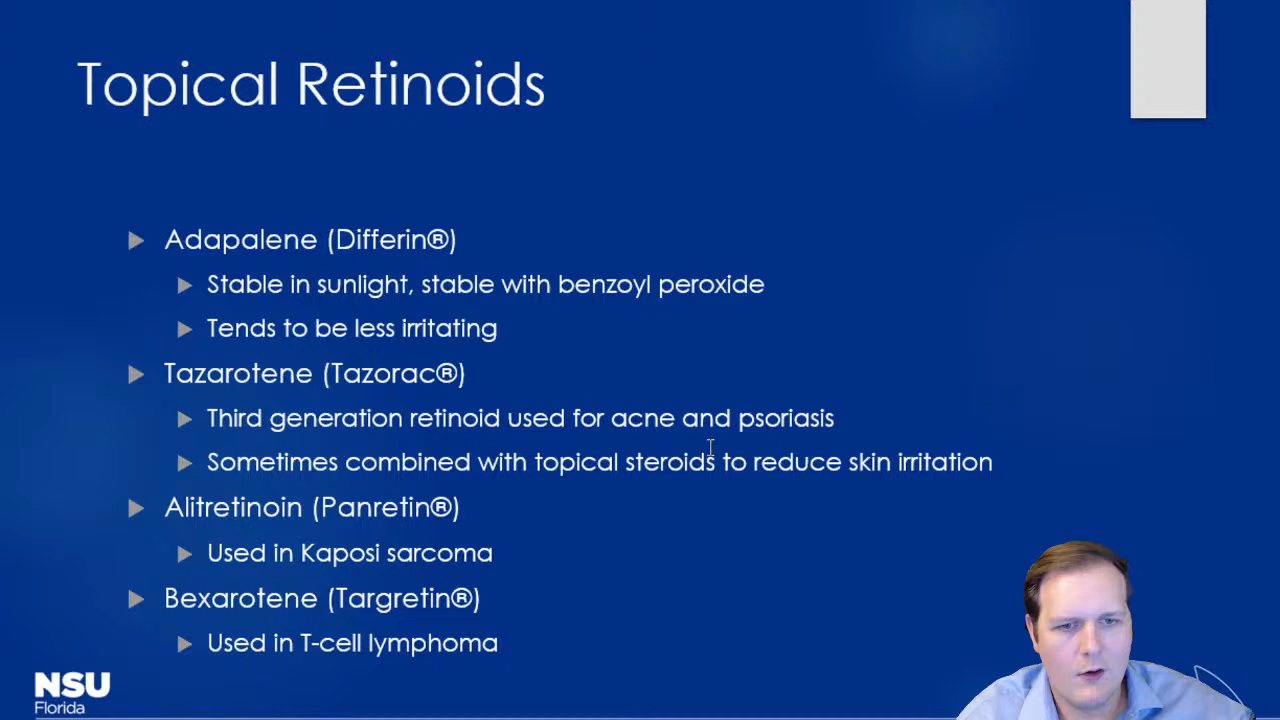 Topical Retinoids
Adapalene (Differin®)
Stable in sunlight, stable with benzoyl peroxide
Tends to be less irritating
Tazarotene (Tazorac®)
Third generation retinoid used for acne and psoriasis
Sometimes combined with topical steroids to reduce skin irritation
Alitretinoin (Panretin®)
Used in Kaposi sarcoma
Bexarotene (Targretin®)
Used in T-cell lymphoma
NSU
Florida